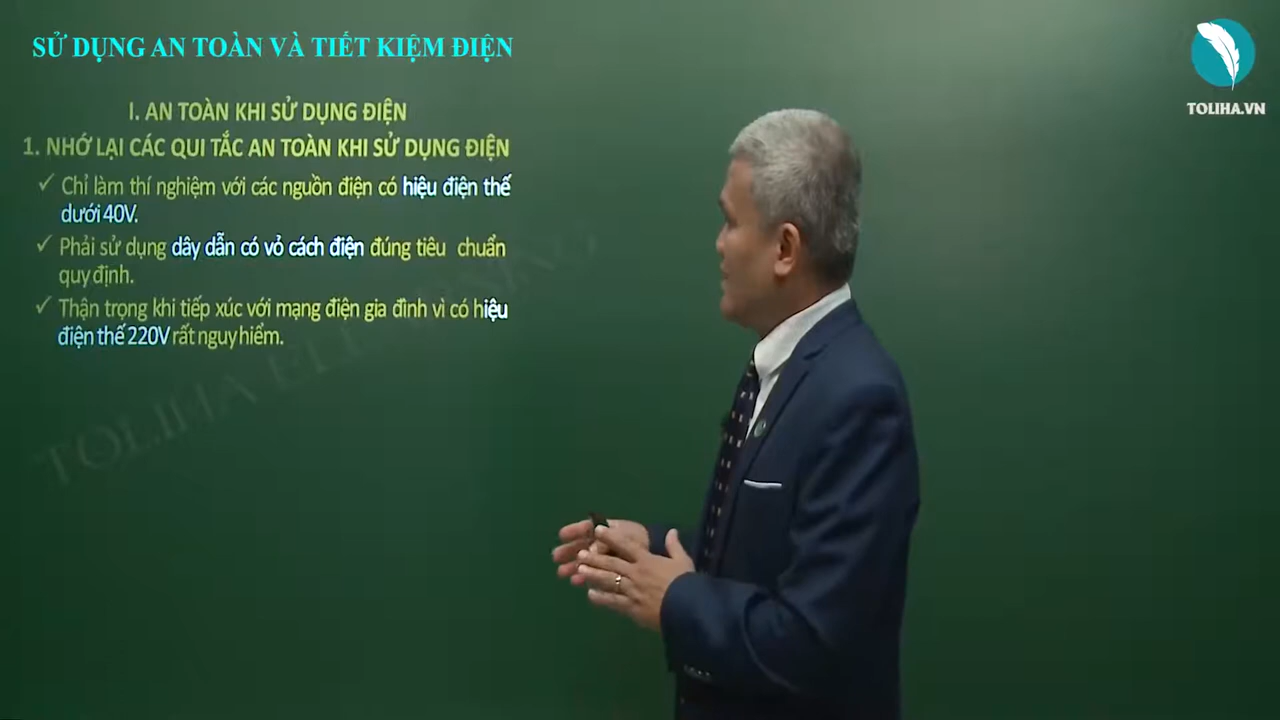 SỬ DỤNG AN TOÀN VÀ TIẾT KIỆM ĐIỆN
TOLIHA.VN
I. AN TOÀN KHI SỬ DỤNG ĐIỆN
1. NHỚ LẠI CÁC QUI TẮC AN TOÀN KHI SỬ DỤNG ĐIỆN
✓ Chỉ làm thí nghiệm với các nguồn điện có hiệu điện thế
dưới 40V.
✓ Phải sử dụng dây dẫn có vỏ cách điện đúng tiêu chuẩn
quy định.
✓ Thận trọng khi tiếp xúc với mạng điện gia đình vì có hiệu
điện thế 220V rất nguy hiểm.
TOLIHA